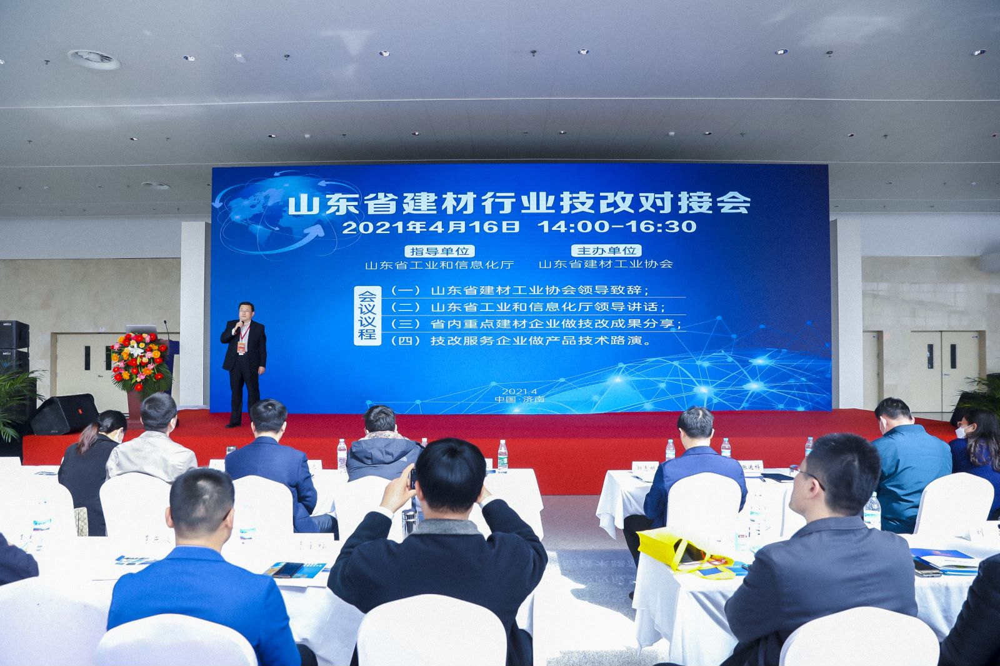 山东省建材行业技改对接会
2021年4月16日 14:00-16:30
指导单位 主办单位
山东省工业和信息化厅 山东省建材工业协会
会议议程
（一）山东省建材工业协会领导致辞；
（二）山东省工业和信息化厅领导讲话；
（三）省内重点建材企业做技改成果分享；
（四）技改服务企业做产品技术路演。
2021.4
中国·济南
张连科